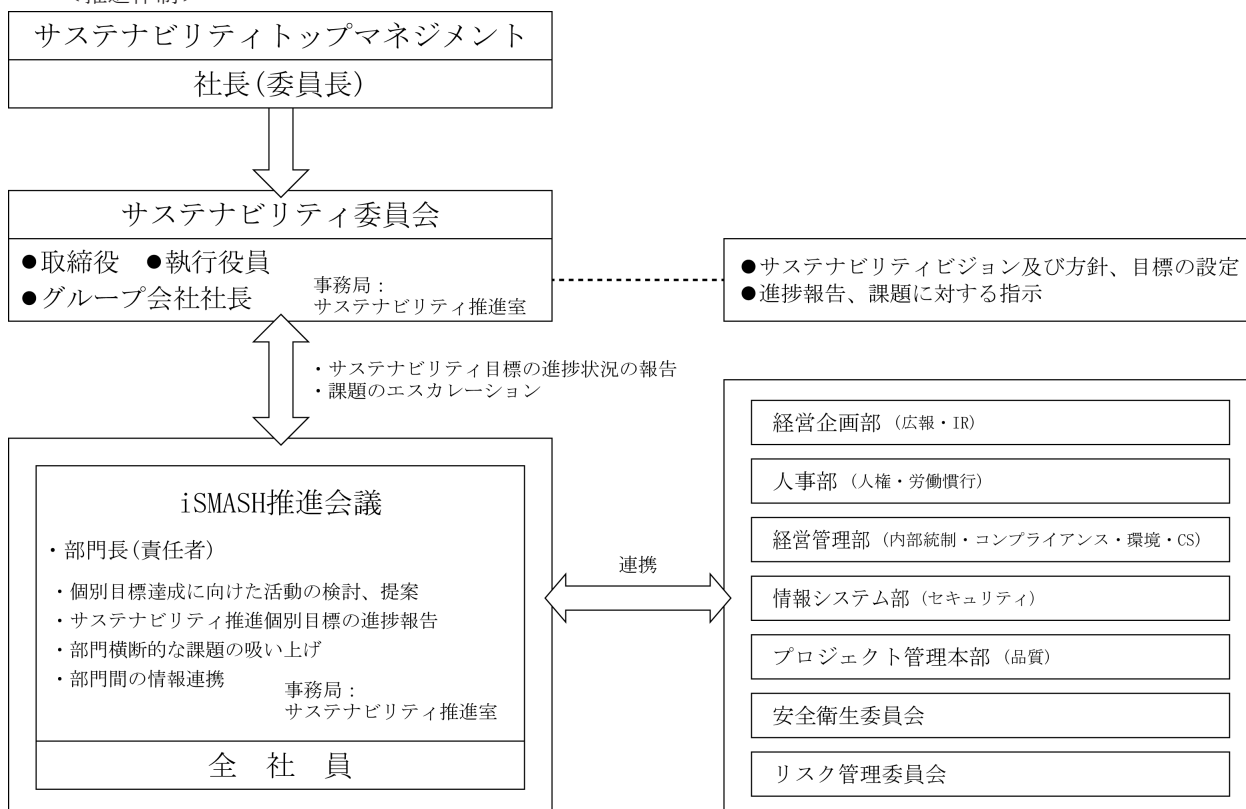 サステナビリティトップマネジメント
社長(委員長)
サステナビリティ委員会
●取締役 ●執行役員
●グループ会社社長
事務局：
サステナビリティ推進室
●サステナビリティビジョン及び方針、目標の設定
●進捗報告、課題に対する指示
・サステナビリティ目標の進捗状況の報告
・課題のエスカレーション
iSMASH推進会議
・部門長(責任者)
・個別目標達成に向けた活動の検討、提案
・サステナビリティ推進個別目標の進捗報告
・部門横断的な課題の吸い上げ
・部門間の情報連携
事務局：
サステナビリティ推進室
全 社 員
連携
経営企画部（広報・IR）
人事部（人権・労働慣行）
経営管理部（内部統制・コンプライアンス・環境・CS）
情報システム部（セキュリティ）
プロジェクト管理本部（品質）
安全衛生委員会
リスク管理委員会